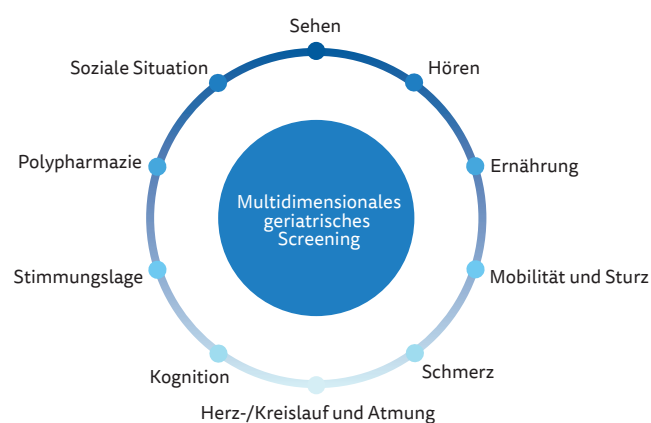 Sehen
Hören
Ernährung
Mobilität und Sturz
Schmerz
Herz-/Kreislauf und Atmung
Kognition
Stimmungslage
Polypharmazie
Soziale Situation
Multidimensionales
geriatrisches
Screening